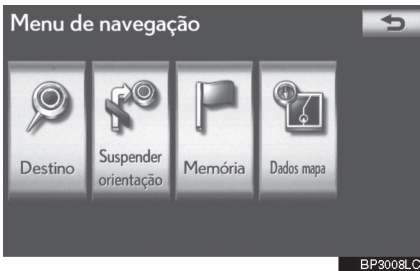 Menu de navegação
Destino
Suspender
orientação
Memória
Dados mapa
BP3008LC